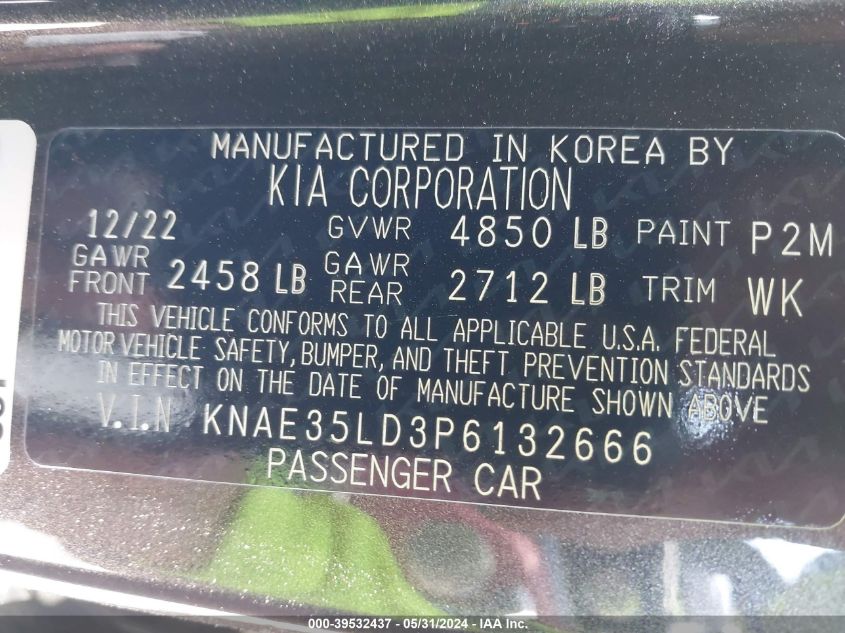 MANUFACTURED IN KOREA BY
KIA CORPORATION
12/22 GVWR 4850 LB PAINT P2M
GAWR FRONT 2458 LB GAWR REAR 2712 LB TRIM WK
THIS VEHICLE CONFORMS TO ALL APPLICABLE U.S.A. FEDERAL
MOTOR VEHICLE SAFETY, BUMPER, AND THEFT PREVENTION STANDARDS
IN EFFECT ON THE DATE OF MANUFACTURE SHOWN ABOVE
V.I.N KNAE35LD3P6132666
PASSENGER CAR
000-39532437 - 05/31/2024 - IAA Inc.